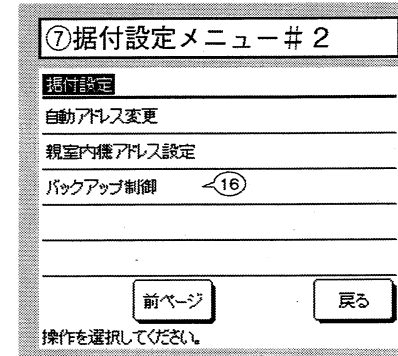 ⑦据付設定メニュー＃２
据付設定
自動アドレス変更
親室内機アドレス設定
バックアップ制御 ⑯
前ページ 戻る
操作を選択してください。